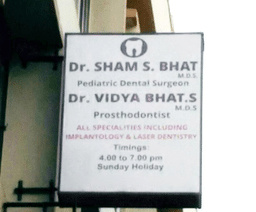 Dr. SHAM S. BHAT
M.D.S.
Pediatric Dental Surgeon
Dr. VIDYA BHAT.S
M.D.S
Prosthodontist
ALL SPECIALITIES INCLUDING
IMPLANTOLOGY & LASER DENTISTRY
Timings:
4.00 to 7.00 pm
Sunday Holiday